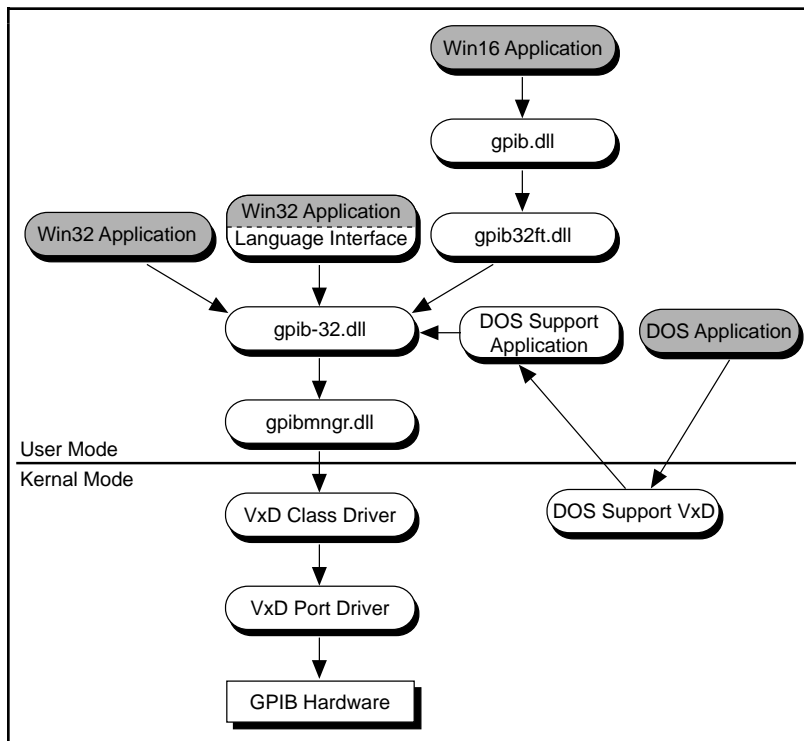 Win16 Application
gpib.dll
Win32 Application
Language Interface
Win32 Application
gpib32ft.dll
gpib-32.dll
DOS Support
Application
DOS Application
gpibmngr.dll
User Mode
Kernal Mode
VxD Class Driver
DOS Support VxD
VxD Port Driver
GPIB Hardware